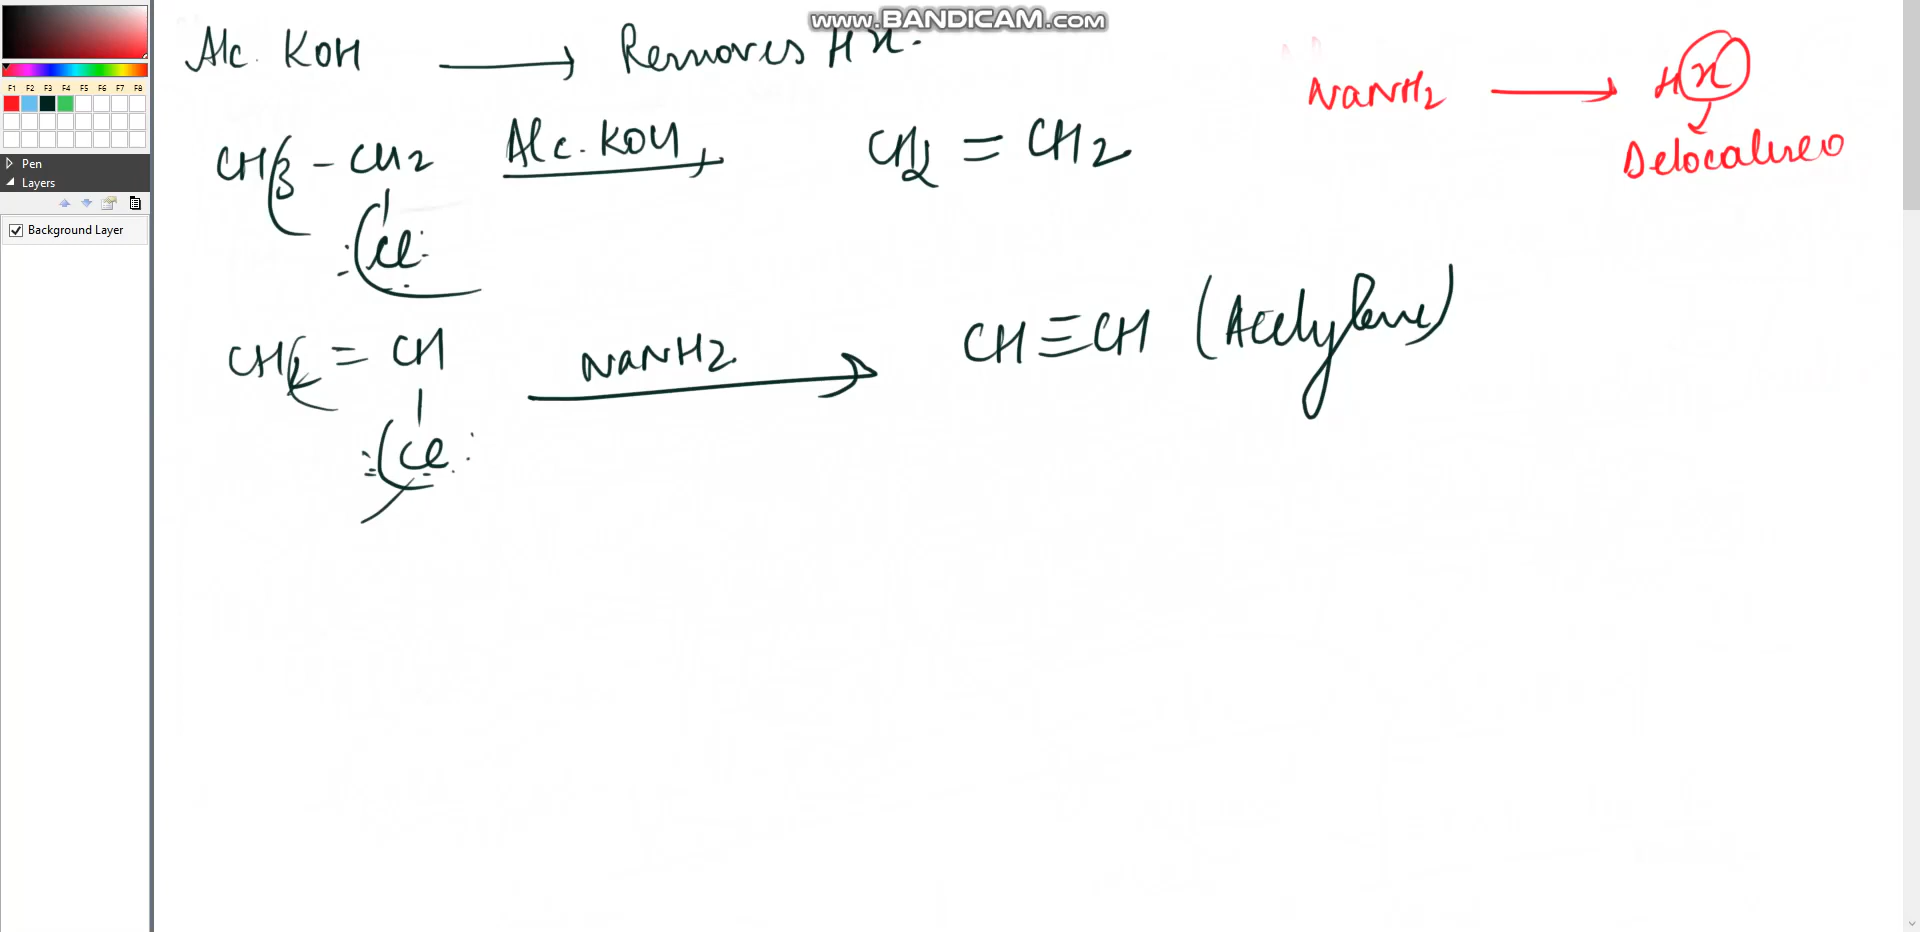 www.BANDICAM.com
Alc. KOH ⟶ Removes Hx.
NaNH2 ⟶ Hx
Delocalised
CH3 - CH2 Alc. KOH CH2 = CH2
:Cl:
CH2 = CH NaNH2 CH≡CH (Acetylene)
:Cl:
F1 F2 F3 F4 F5 F6 F7 F8
Pen
Layers
Background Layer